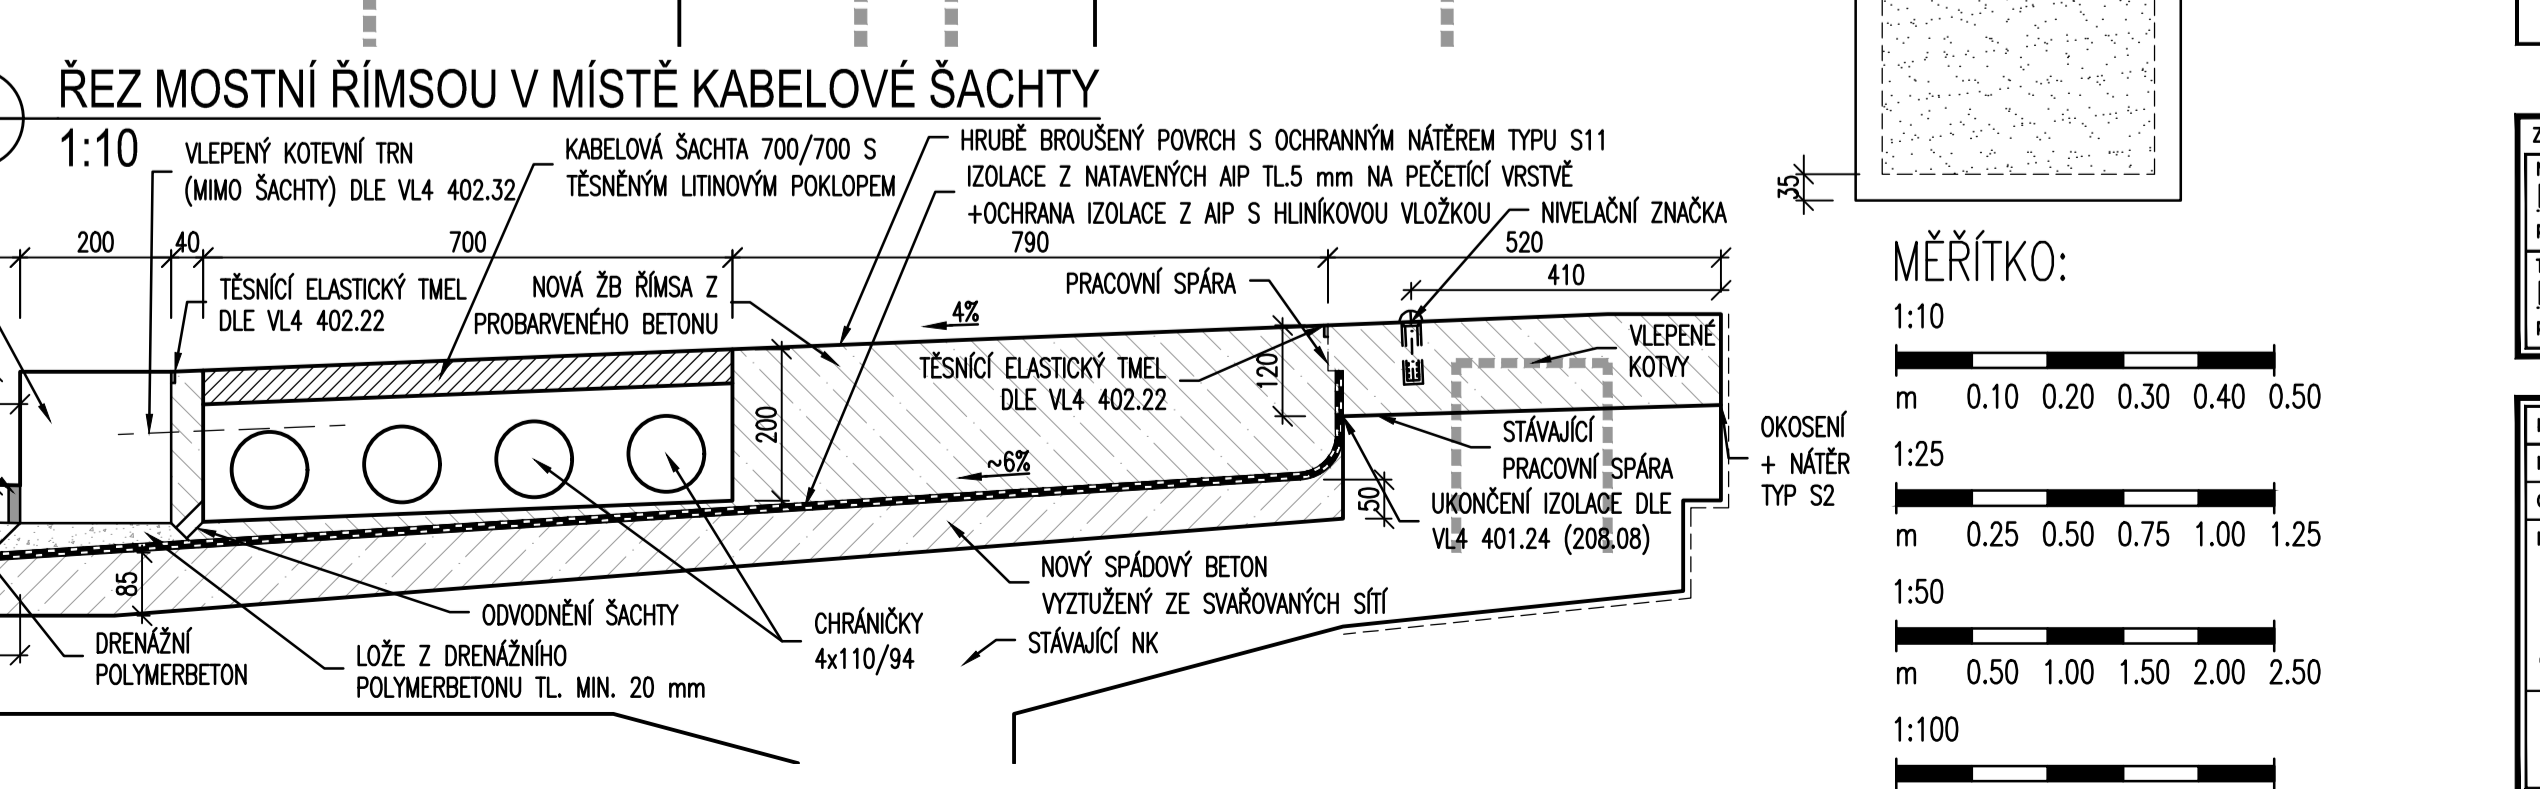 ŘEZ MOSTNÍ ŘÍMSOU V MÍSTĚ KABELOVÉ ŠACHTY
1:10
VLEPENÝ KOTEVNÍ TRN
(MIMO ŠACHTY) DLE VL4 402.32
KABELOVÁ ŠACHTA 700/700 S
TĚSNĚNÝM LITINOVÝM POKLOPEM
HRUBĚ BROUŠENÝ POVRCH S OCHRANNÝM NÁTĚREM TYPU S11
IZOLACE Z NATAVENÝCH AIP TL.5 mm NA PEČETÍCÍ VRSTVĚ
+OCHRANA IZOLACE Z AIP S HLINÍKOVOU VLOŽKOU
NIVELAČNÍ ZNAČKA
200
40
700
790
520
410
TĚSNÍCÍ ELASTICKÝ TMEL
DLE VL4 402.22
NOVÁ ŽB ŘÍMSA Z
PROBARVENÉHO BETONU
PRACOVNÍ SPÁRA
4%
TĚSNÍCÍ ELASTICKÝ TMEL
DLE VL4 402.22
120
VLEPENÉ
KOTVY
200
~6%
50
85
STÁVAJÍCÍ
PRACOVNÍ SPÁRA
UKONČENÍ IZOLACE DLE
VL4 401.24 (208.08)
OKOSENÍ
+ NÁTĚR
TYP S2
NOVÝ SPÁDOVÝ BETON
VYZTUŽENÝ ZE SVAŘOVANÝCH SÍTÍ
ODVODNĚNÍ ŠACHTY
CHRÁNIČKY
4x110/94
STÁVAJÍCÍ NK
DRENÁŽNÍ
POLYMERBETON
LOŽE Z DRENÁŽNÍHO
POLYMERBETONU TL. MIN. 20 mm
35
MĚŘÍTKO:
1:10
m 0.10 0.20 0.30 0.40 0.50
1:25
m 0.25 0.50 0.75 1.00 1.25
1:50
m 0.50 1.00 1.50 2.00 2.50
1:100